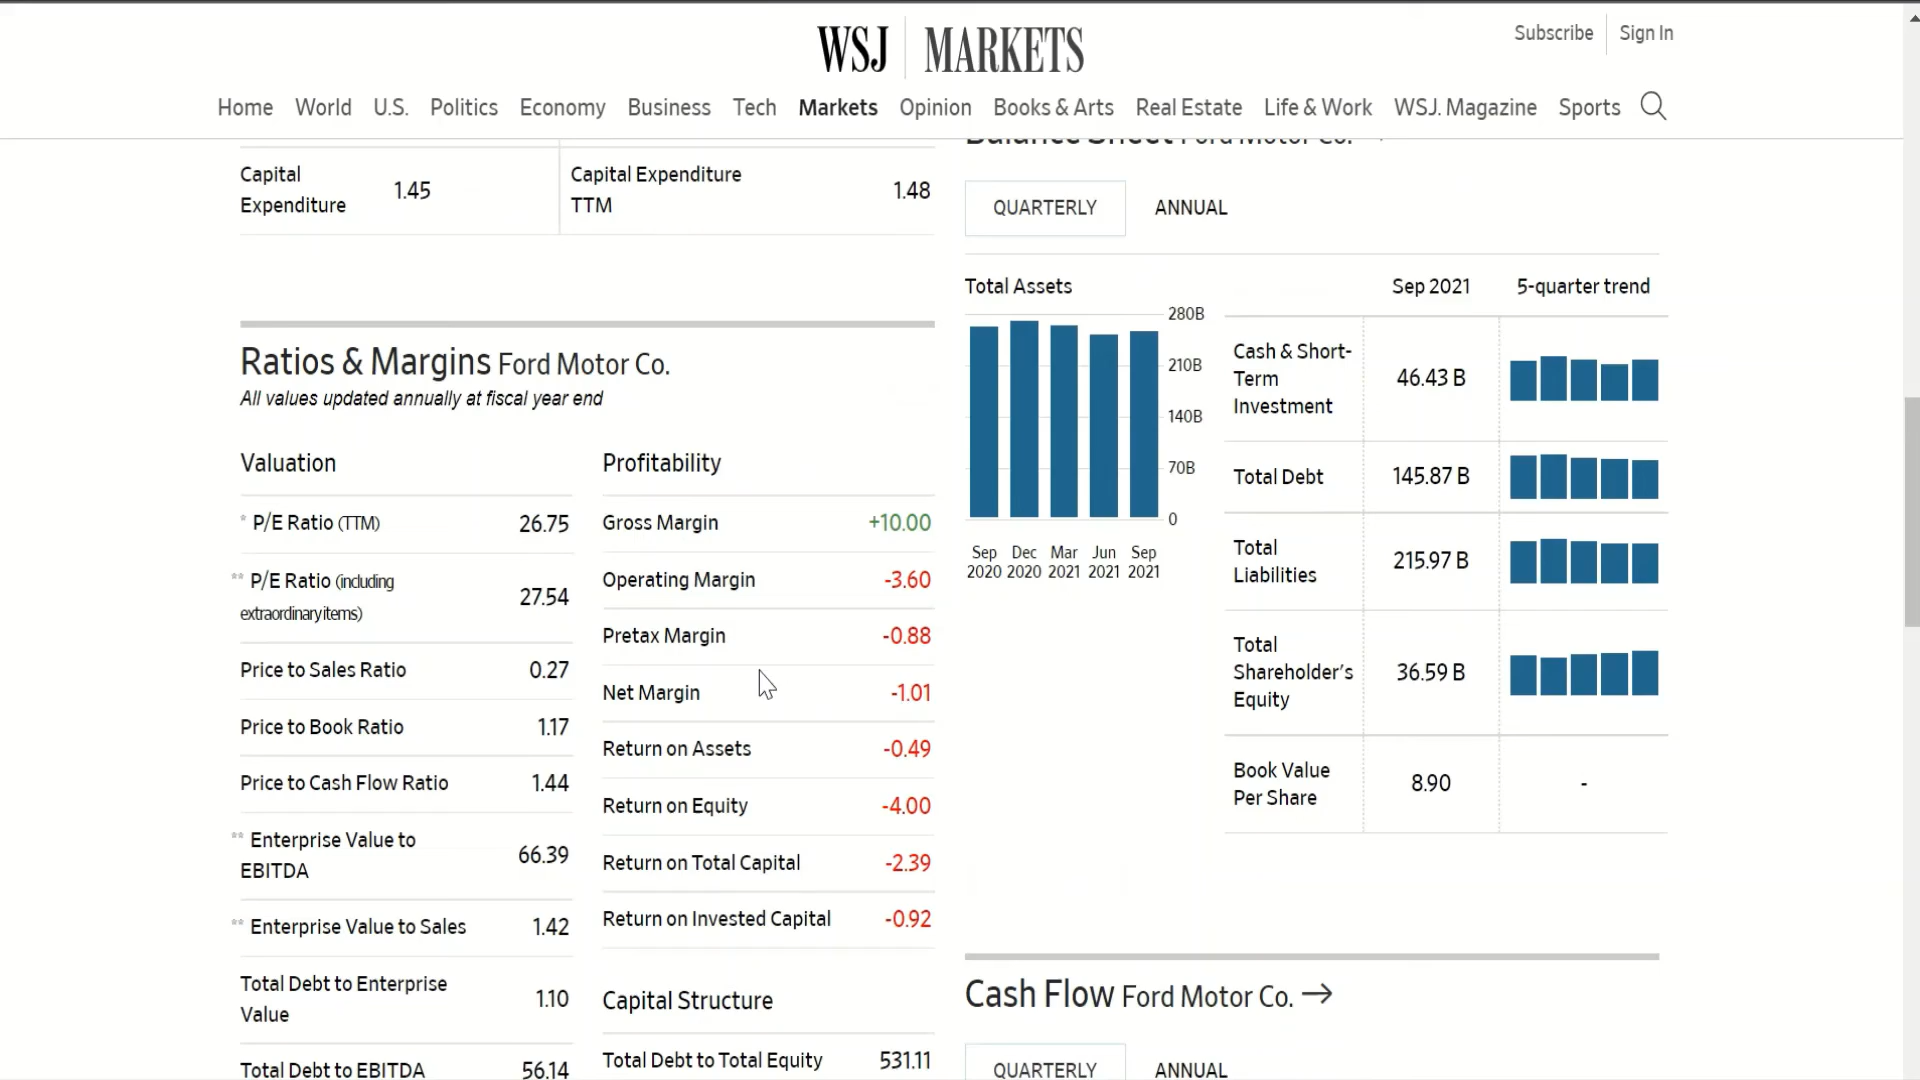 WSJ MARKETS
Subscribe
Sign In
Home World U.S. Politics Economy Business Tech Markets Opinion Books & Arts Real Estate Life & Work WSJ. Magazine Sports
Capital
Expenditure
1.45
Capital Expenditure
TTM
1.48
Ratios & Margins Ford Motor Co.
All values updated annually at fiscal year end
Valuation
* P/E Ratio (TTM) 26.75
** P/E Ratio (including
extraordinary items)
27.54
Price to Sales Ratio 0.27
Price to Book Ratio 1.17
Price to Cash Flow Ratio 1.44
** Enterprise Value to
EBITDA
66.39
** Enterprise Value to Sales 1.42
Total Debt to Enterprise
Value
1.10
Total Debt to EBITDA 56.14
Profitability
Gross Margin +10.00
Operating Margin -3.60
Pretax Margin -0.88
Net Margin -1.01
Return on Assets -0.49
Return on Equity -4.00
Return on Total Capital -2.39
Return on Invested Capital -0.92
Capital Structure
Total Debt to Total Equity 531.11
Balance Sheet Ford Motor Co.
QUARTERLY ANNUAL
Total Assets
280B
210B
140B
70B
0
Sep Dec Mar Jun Sep
2020 2020 2021 2021 2021
Sep 2021 5-quarter trend
Cash & Short-
Term
Investment
46.43 B
Total Debt 145.87 B
Total
Liabilities
215.97 B
Total
Shareholder's
Equity
36.59 B
Book Value
Per Share
8.90 -
Cash Flow Ford Motor Co. →
QUARTERLY ANNUAL